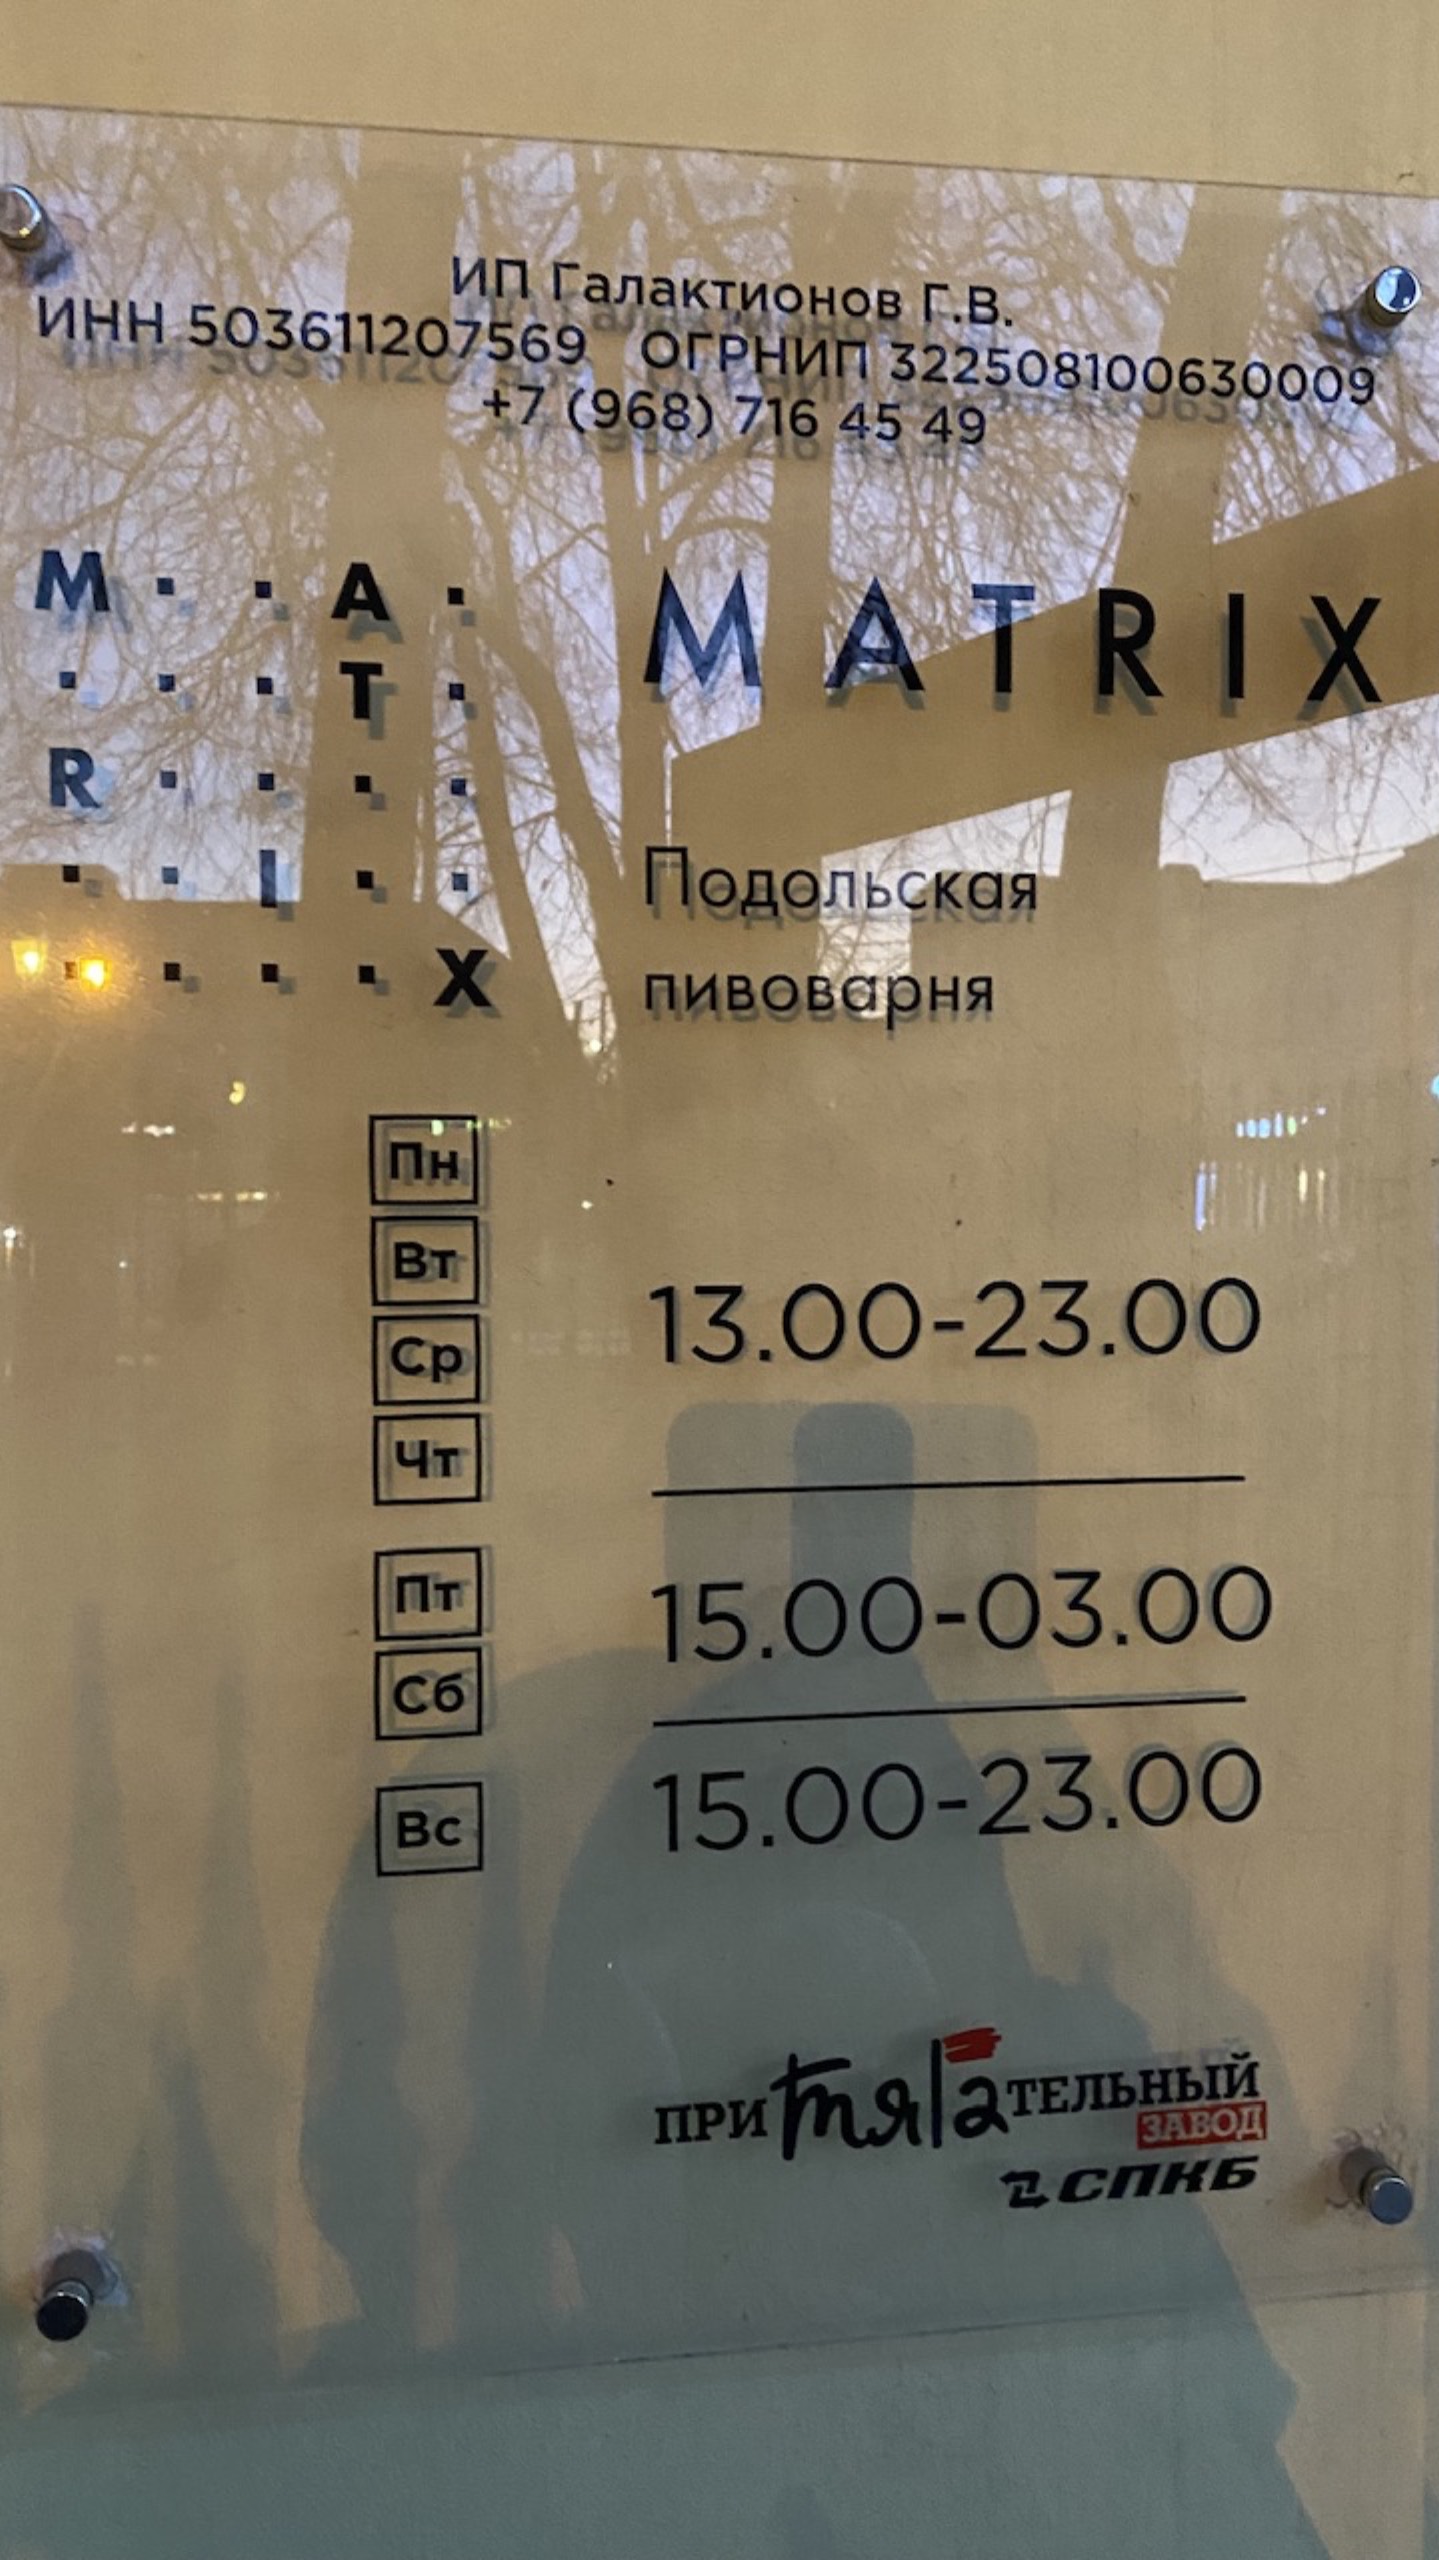 ИП Галактионов Г.В.
ИНН 503611207569 ОГРНИП 322508100630009
+7 (968) 716 45 49
M A
T
R
I
X
MATRIX
Подольская
пивоварня
Пн
Вт
Ср
Чт
13.00-23.00
Пт
Сб
15.00-03.00
Вс
15.00-23.00
ПРИтяГаТЕЛЬНЫЙ
ЗАВОД
СПКБ